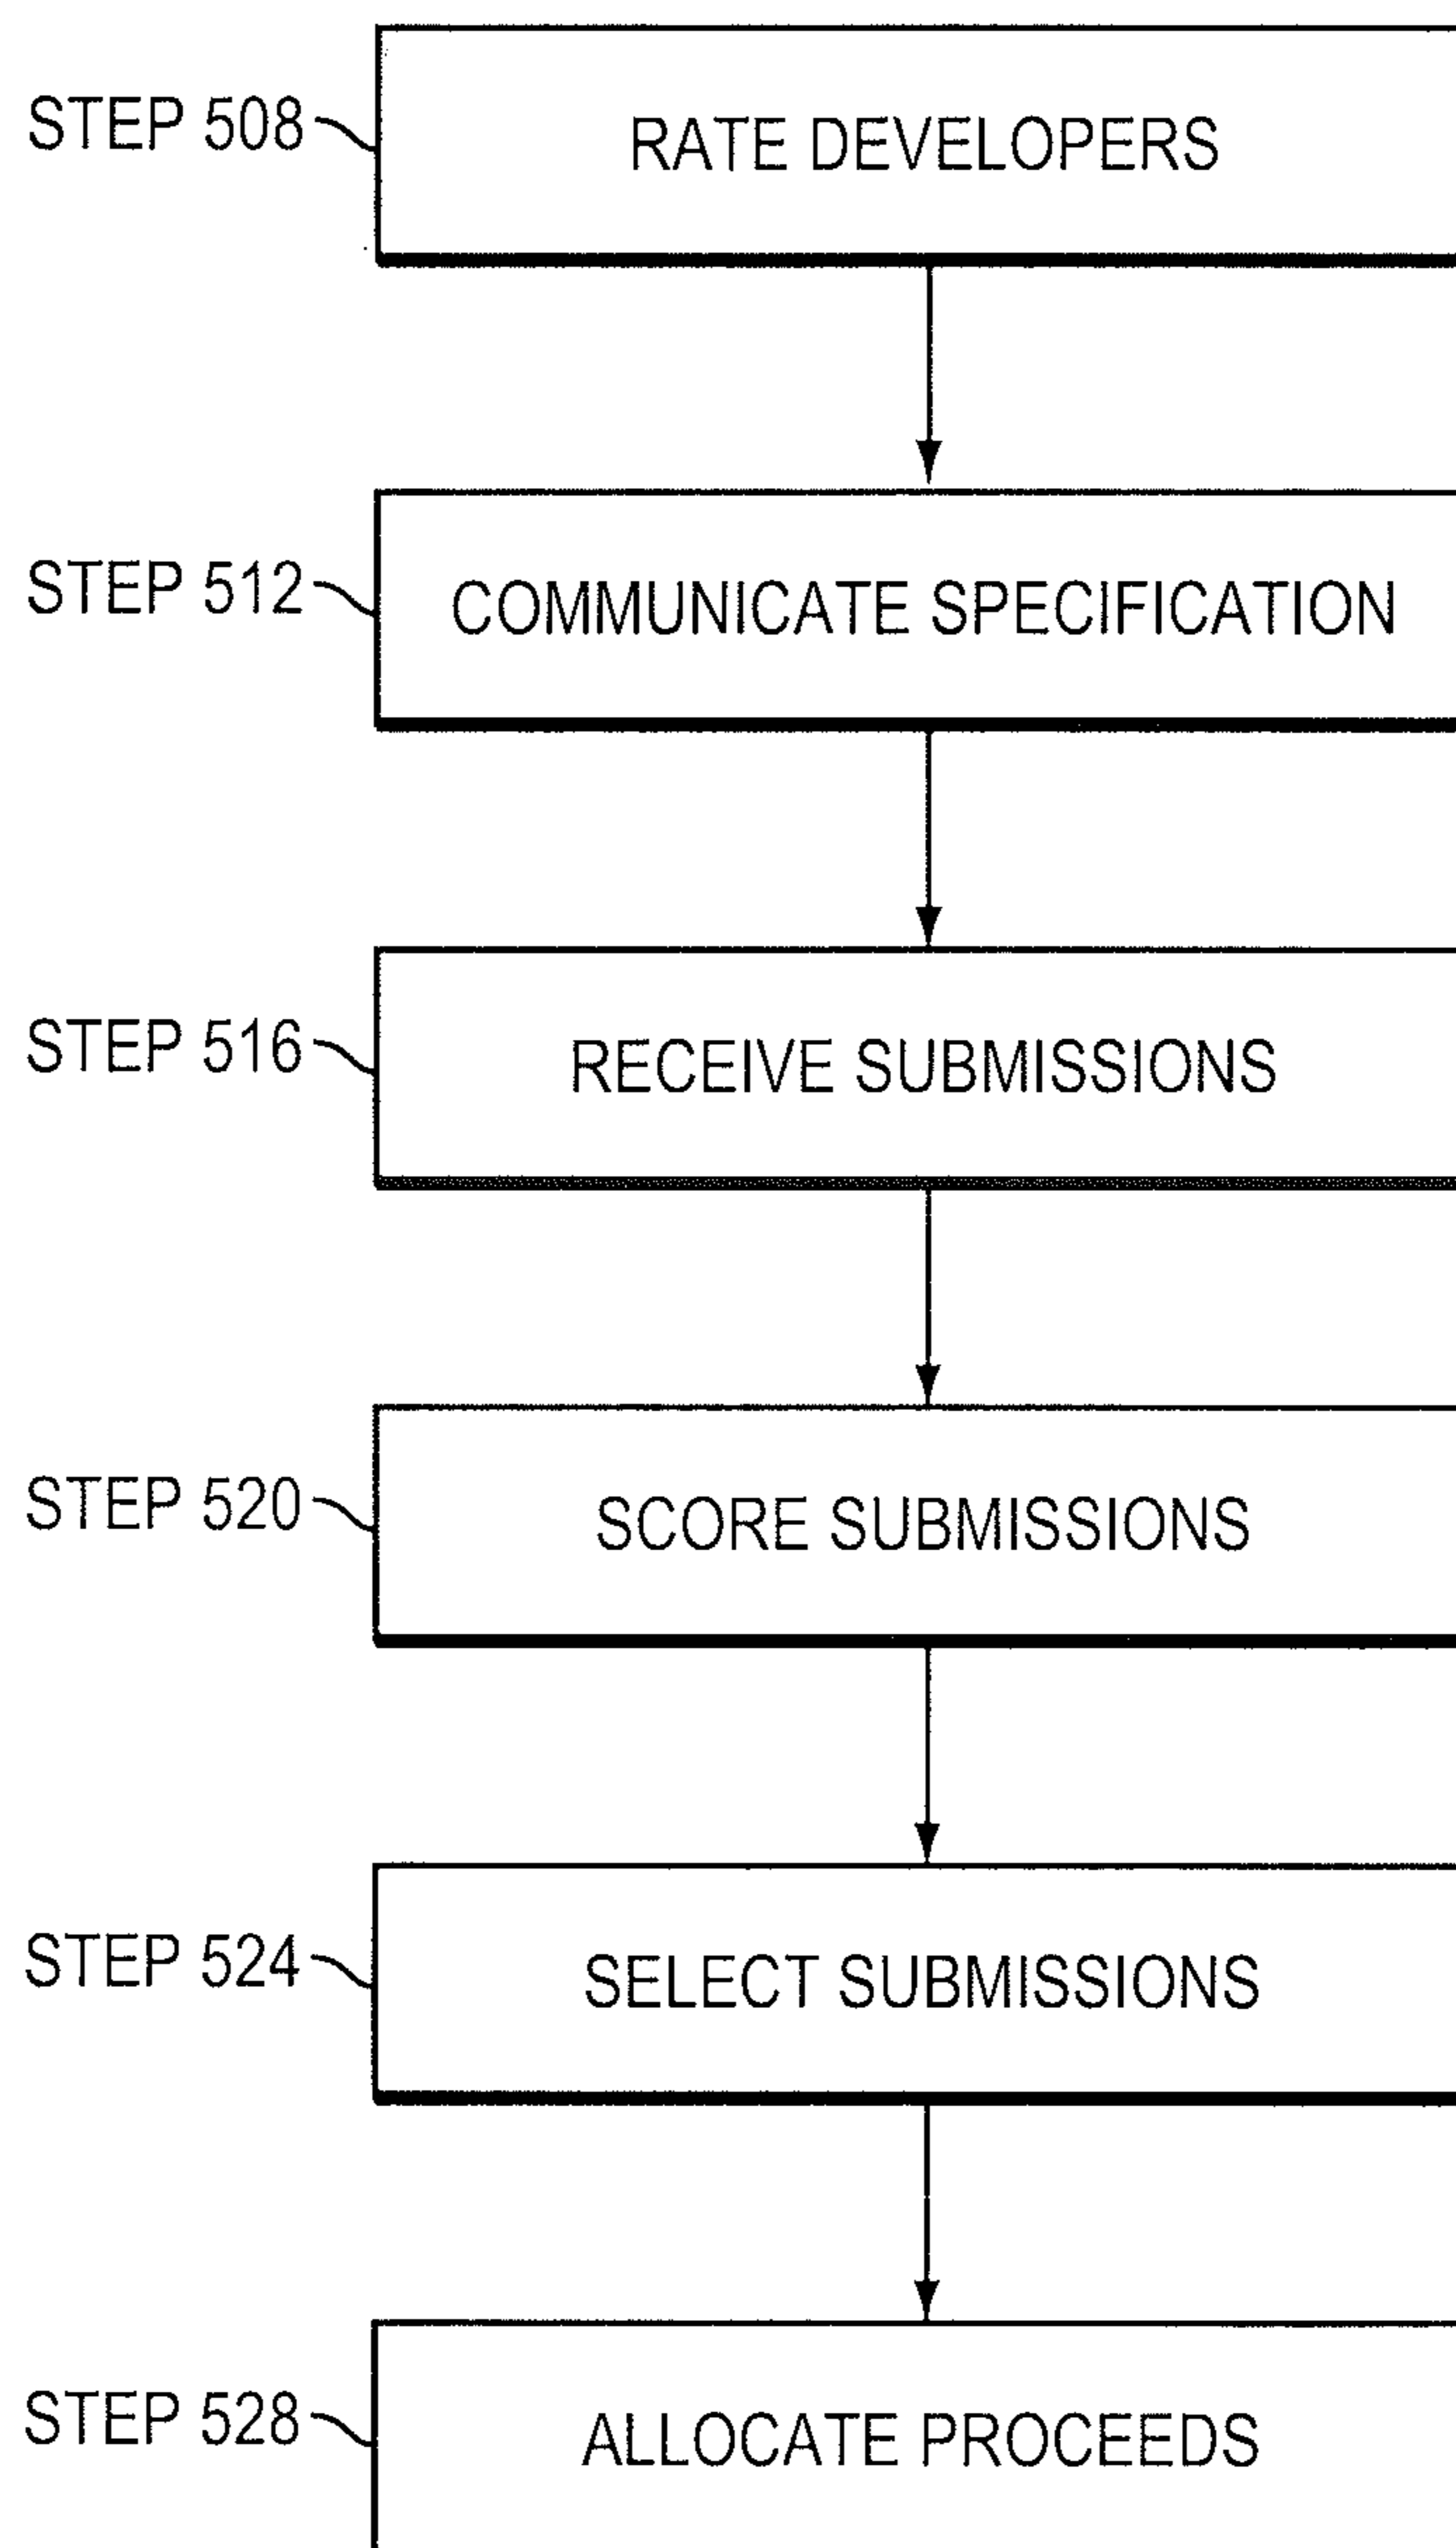 STEP 508
RATE DEVELOPERS
STEP 512
COMMUNICATE SPECIFICATION
STEP 516
RECEIVE SUBMISSIONS
STEP 520
SCORE SUBMISSIONS
STEP 524
SELECT SUBMISSIONS
STEP 528
ALLOCATE PROCEEDS